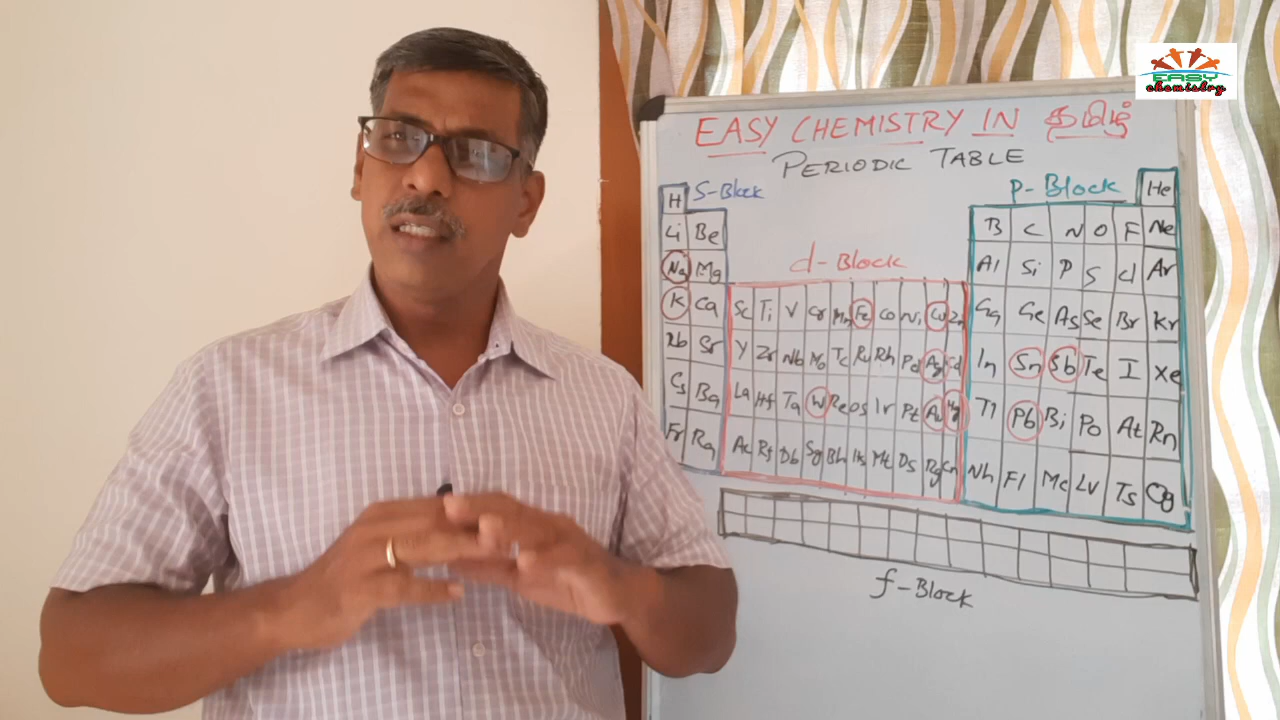 EASY chemistry
EASY CHEMISTRY IN தமிழ்
PERIODIC TABLE
H S-Block P-Block He
Li Be B C N O F Ne
d-Block
Na Mg Al Si P S Cl Ar
K Ca Sc Ti V Cr Mn Fe Co Ni Cu Zn Ga Ge As Se Br Kr
Rb Sr Y Zr Nb Mo Tc Ru Rh Pd Ag Cd In Sn Sb Te I Xe
Cs Ba La Hf Ta W Re Os Ir Pt Au Hg Tl Pb Bi Po At Rn
Fr Ra Ac Rf Db Sg Bh Hs Mt Ds Rg Cn Nh Fl Mc Lv Ts Og
f-Block